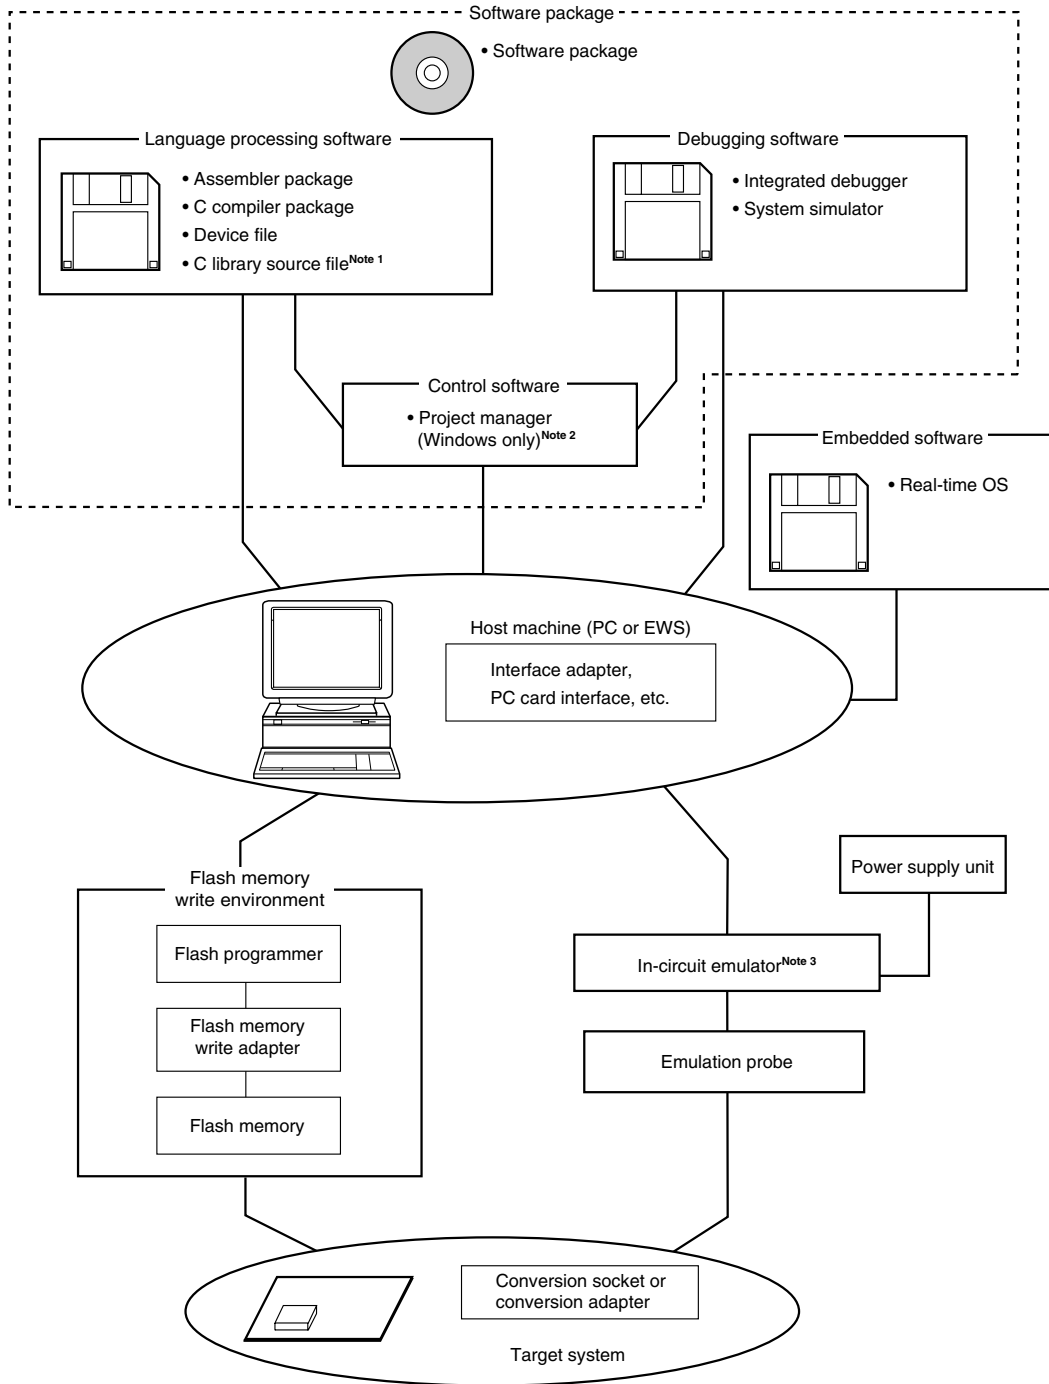 Software package
• Software package
Language processing software
• Assembler package
• C compiler package
• Device file
• C library source fileNote 1
Debugging software
• Integrated debugger
• System simulator
Control software
• Project manager
(Windows only)Note 2
Embedded software
• Real-time OS
Host machine (PC or EWS)
Interface adapter,
PC card interface, etc.
Flash memory
write environment
Flash programmer
Flash memory
write adapter
Flash memory
Power supply unit
In-circuit emulatorNote 3
Emulation probe
Conversion socket or
conversion adapter
Target system